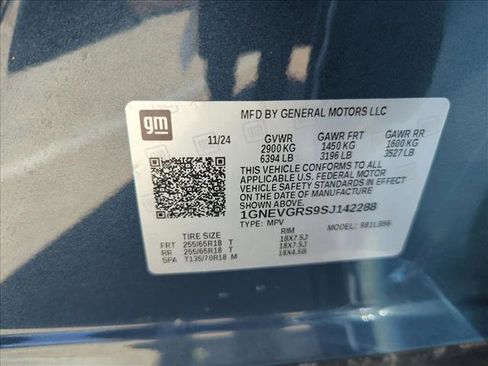 gm
MFD BY GENERAL MOTORS LLC
11/24 GVWR GAWR FRT GAWR RR
2900 KG 1450 KG 1600 KG
6394 LB 3196 LB 3527 LB
THIS VEHICLE CONFORMS TO ALL
APPLICABLE U.S. FEDERAL MOTOR
VEHICLE SAFETY STANDARDS IN
EFFECT ON THE DATE OF
MANUFACTURE SHOWN ABOVE.
1GNEVGRS9SJ142288
TYPE: MPV MODEL:
TIRE SIZE RIM
FRT 255/65R18 T 18X7.5J
RR 255/65R18 T 18X7.5J
SPA T135/70R18 M 18X4.5B